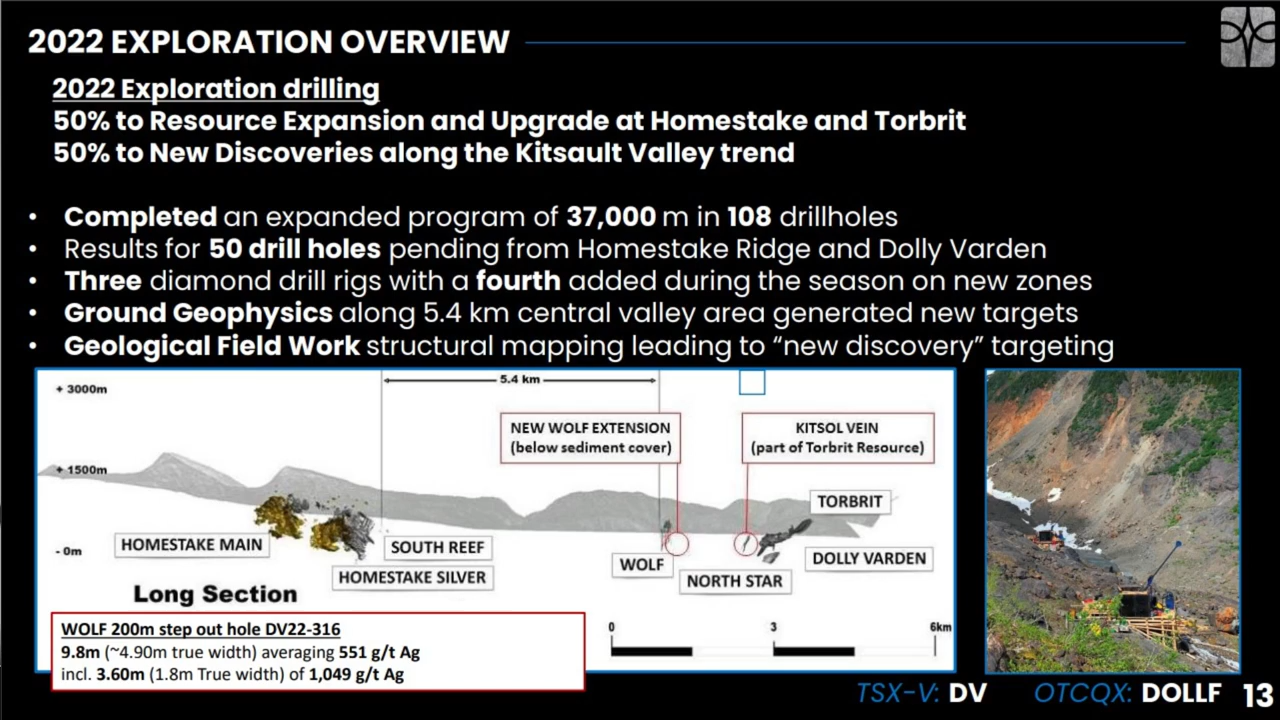 2022 EXPLORATION OVERVIEW
2022 Exploration drilling
50% to Resource Expansion and Upgrade at Homestake and Torbrit
50% to New Discoveries along the Kitsault Valley trend
• Completed an expanded program of 37,000 m in 108 drillholes
• Results for 50 drill holes pending from Homestake Ridge and Dolly Varden
• Three diamond drill rigs with a fourth added during the season on new zones
• Ground Geophysics along 5.4 km central valley area generated new targets
• Geological Field Work structural mapping leading to “new discovery” targeting
5.4 km
+ 3000m
NEW WOLF EXTENSION
(below sediment cover)
KITSOL VEIN
(part of Torbrit Resource)
+ 1500m
TORBRIT
- 0m
HOMESTAKE MAIN
SOUTH REEF
HOMESTAKE SILVER
WOLF
NORTH STAR
DOLLY VARDEN
Long Section
0 3 6km
WOLF 200m step out hole DV22-316
9.8m (~4.90m true width) averaging 551 g/t Ag
incl. 3.60m (1.8m True width) of 1,049 g/t Ag
TSX-V: DV OTCQX: DOLLF 13